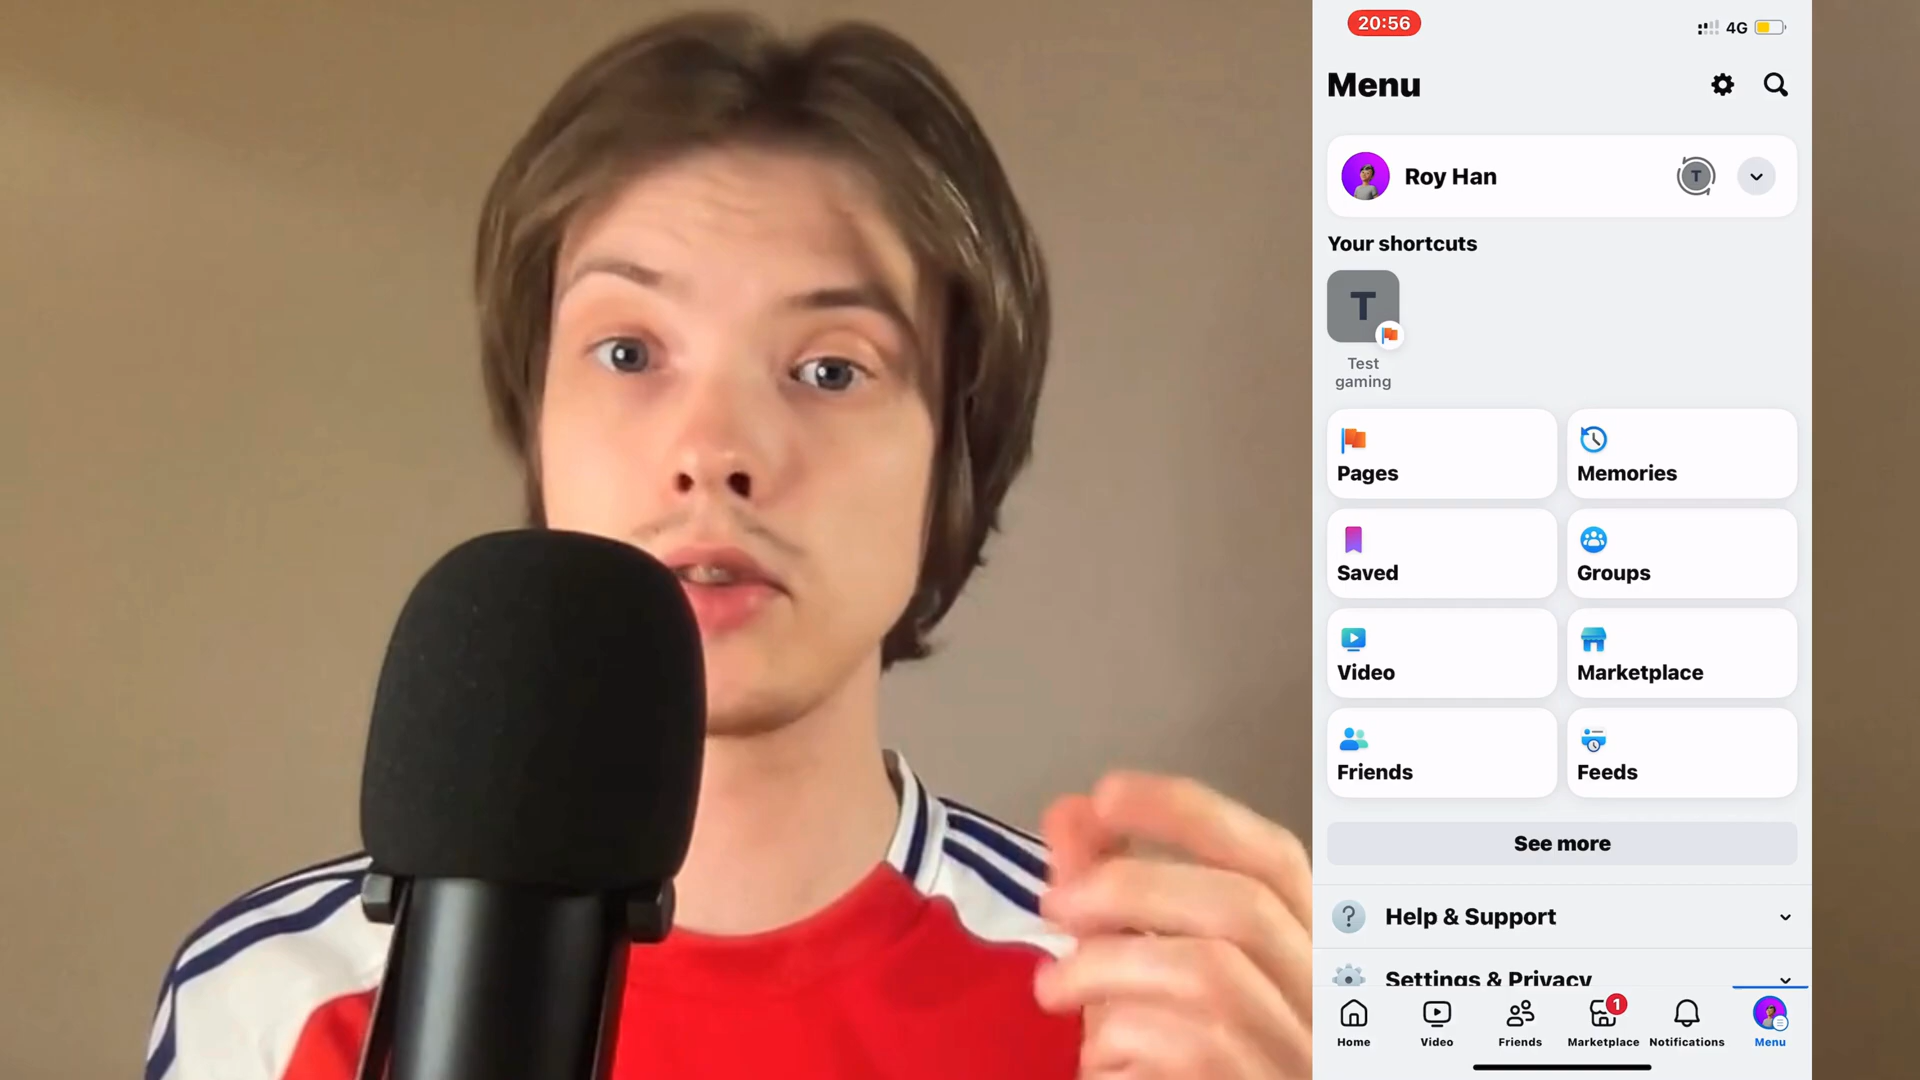 20:56
4G
Menu
Roy Han
T
Your shortcuts
T
Test
gaming
Pages
Memories
Saved
Groups
Video
Marketplace
Friends
Feeds
See more
Help & Support
Settings & Privacy
1
Home
Video
Friends
Marketplace
Notifications
Menu